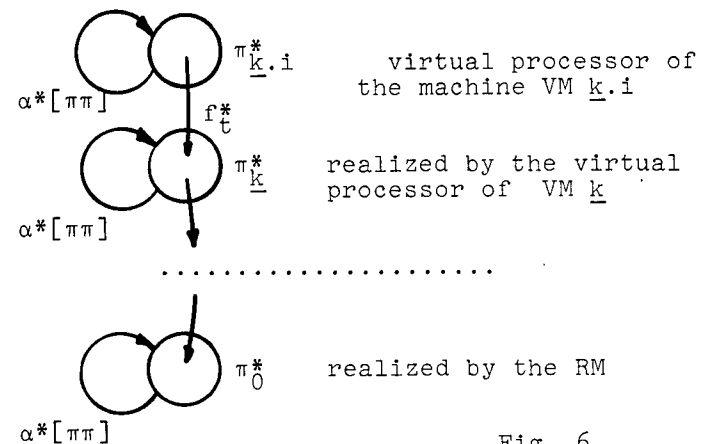 π*k̲.i virtual processor of
the machine VM k̲.i
α*[ππ]
f*t
π*k̲ realized by the virtual
processor of VM k̲
α*[ππ]
......................
π*0 realized by the RM
α*[ππ]
Fig. 6